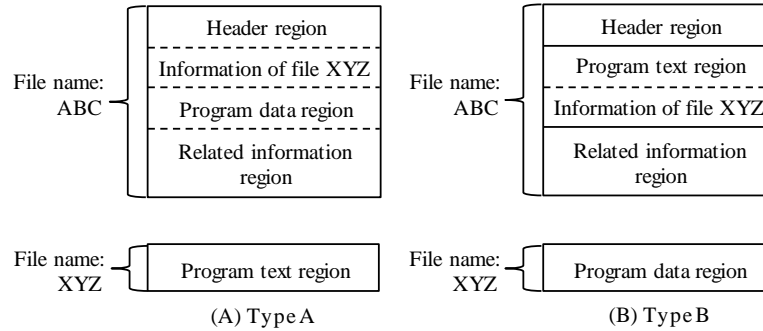 Header region
Information of file XYZ
File name:
ABC
Program data region
Related information
region
File name:
XYZ
Program text region
(A) Type A
Header region
Program text region
File name:
ABC
Information of file XYZ
Related information
region
File name:
XYZ
Program data region
(B) Type B